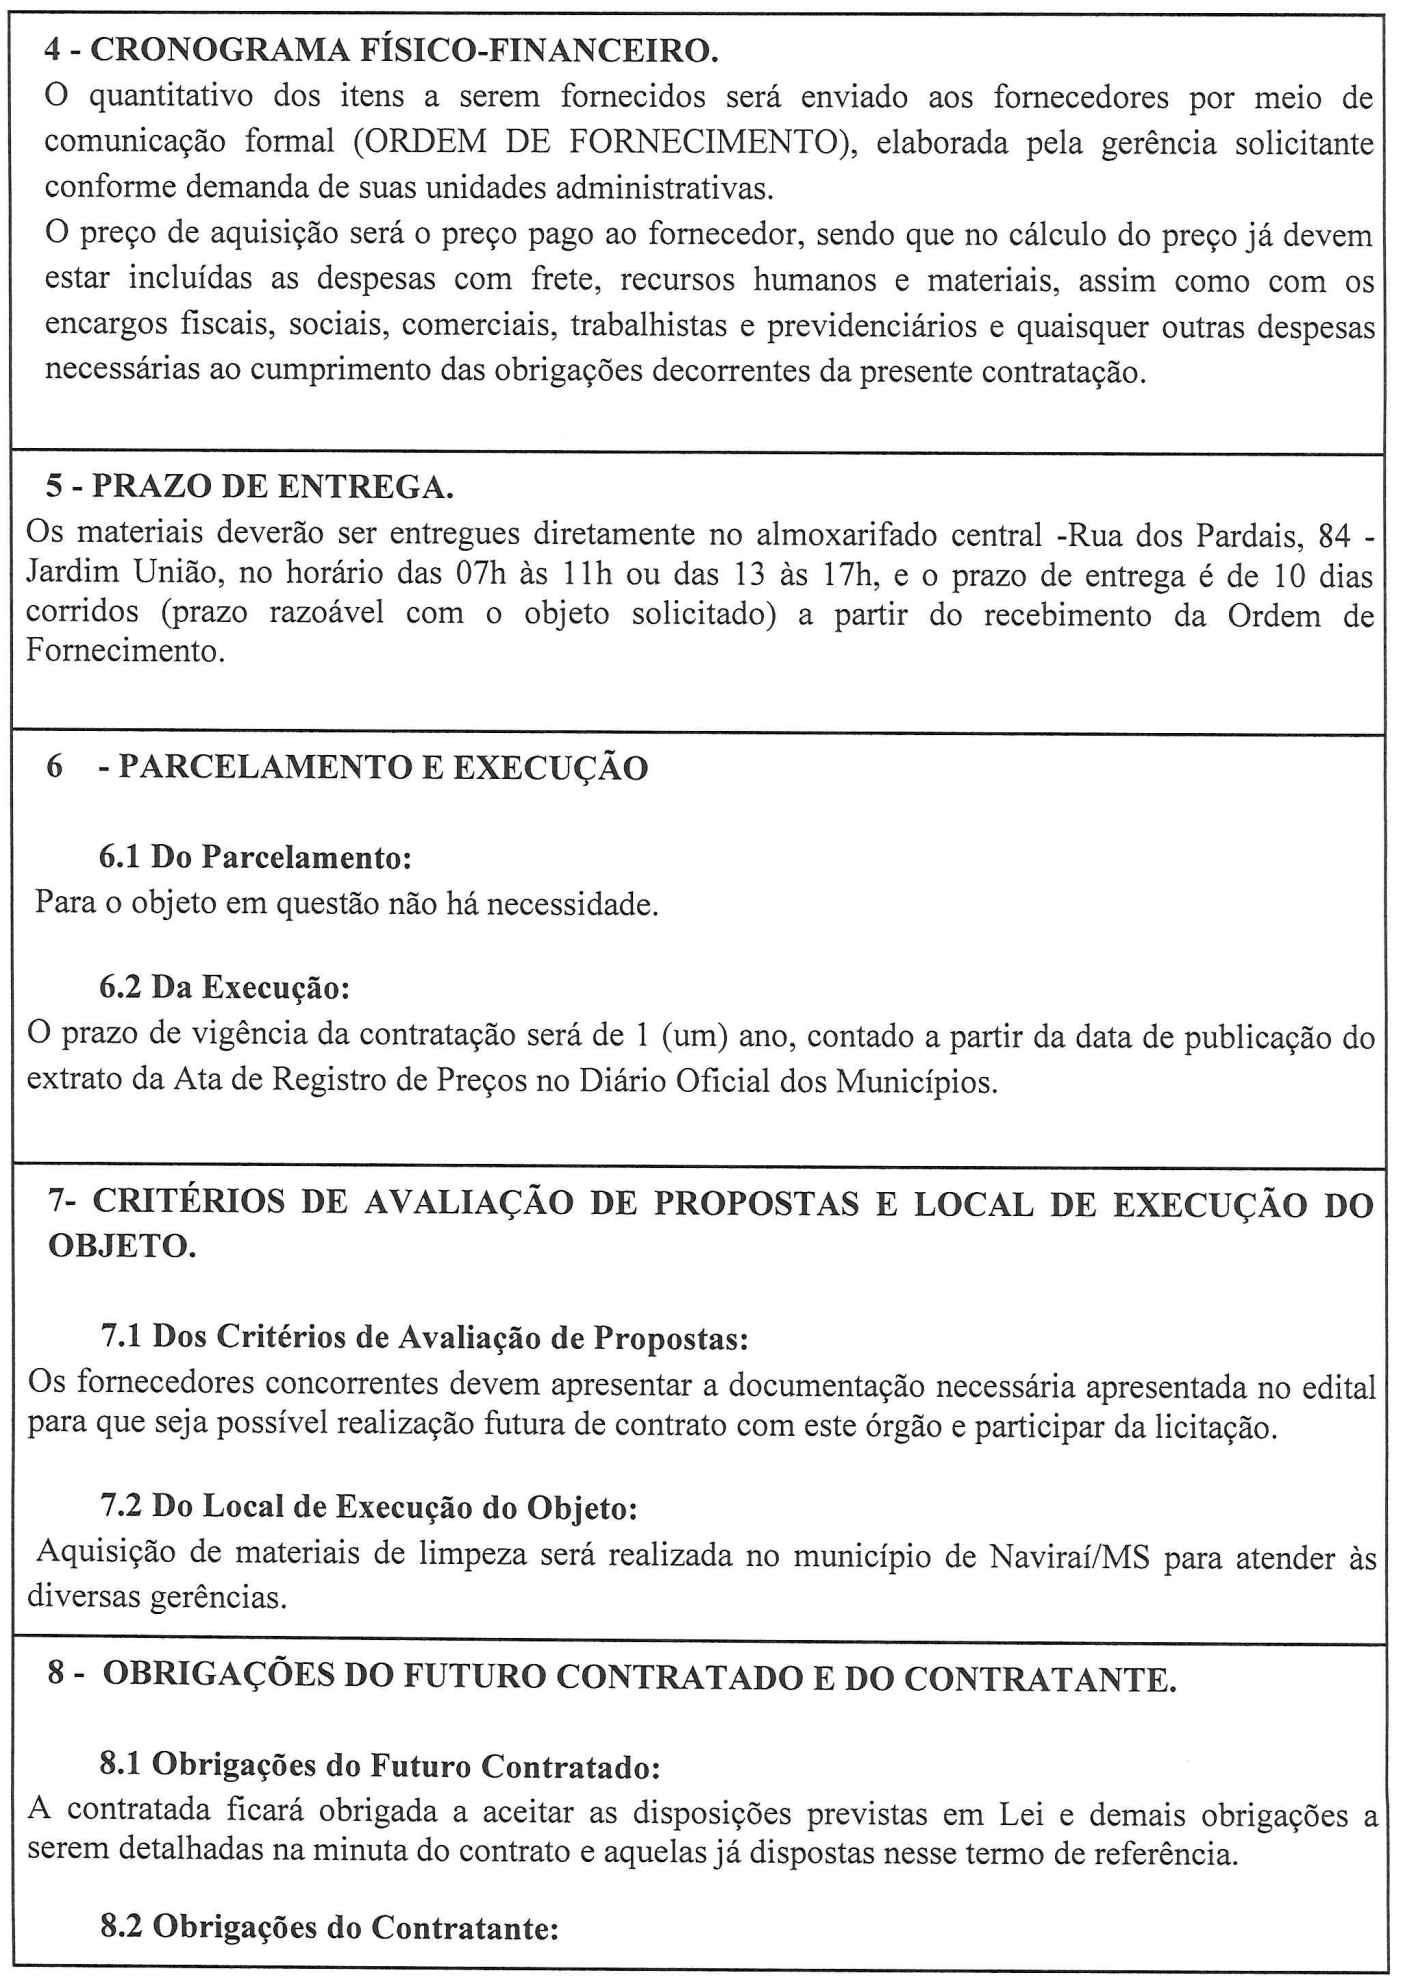 4 - CRONOGRAMA FÍSICO-FINANCEIRO.
O quantitativo dos itens a serem fornecidos será enviado aos fornecedores por meio de
comunicação formal (ORDEM DE FORNECIMENTO), elaborada pela gerência solicitante
conforme demanda de suas unidades administrativas.
O preço de aquisição será o preço pago ao fornecedor, sendo que no cálculo do preço já devem
estar incluídas as despesas com frete, recursos humanos e materiais, assim como com os
encargos fiscais, sociais, comerciais, trabalhistas e previdenciários e quaisquer outras despesas
necessárias ao cumprimento das obrigações decorrentes da presente contratação.
5 - PRAZO DE ENTREGA.
Os materiais deverão ser entregues diretamente no almoxarifado central -Rua dos Pardais, 84 -
Jardim União, no horário das 07h às 11h ou das 13 às 17h, e o prazo de entrega é de 10 dias
corridos (prazo razoável com o objeto solicitado) a partir do recebimento da Ordem de
Fornecimento.
6 - PARCELAMENTO E EXECUÇÃO
6.1 Do Parcelamento:
Para o objeto em questão não há necessidade.
6.2 Da Execução:
O prazo de vigência da contratação será de 1 (um) ano, contado a partir da data de publicação do
extrato da Ata de Registro de Preços no Diário Oficial dos Municípios.
7- CRITÉRIOS DE AVALIAÇÃO DE PROPOSTAS E LOCAL DE EXECUÇÃO DO
OBJETO.
7.1 Dos Critérios de Avaliação de Propostas:
Os fornecedores concorrentes devem apresentar a documentação necessária apresentada no edital
para que seja possível realização futura de contrato com este órgão e participar da licitação.
7.2 Do Local de Execução do Objeto:
Aquisição de materiais de limpeza será realizada no município de Naviraí/MS para atender às
diversas gerências.
8 - OBRIGAÇÕES DO FUTURO CONTRATADO E DO CONTRATANTE.
8.1 Obrigações do Futuro Contratado:
A contratada ficará obrigada a aceitar as disposições previstas em Lei e demais obrigações a
serem detalhadas na minuta do contrato e aquelas já dispostas nesse termo de referência.
8.2 Obrigações do Contratante: